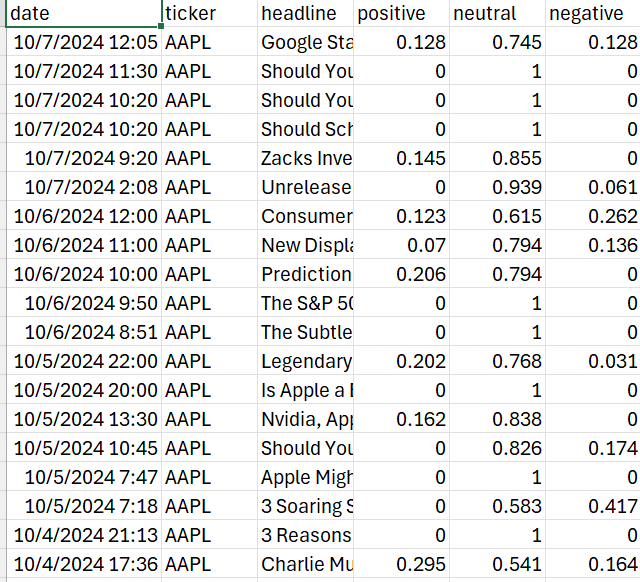 date ticker headline positive neutral negative
10/7/2024 12:05 AAPL Google Sta 0.128 0.745 0.128
10/7/2024 11:30 AAPL Should You 0 1 0
10/7/2024 10:20 AAPL Should You 0 1 0
10/7/2024 10:20 AAPL Should Sch 0 1 0
10/7/2024 9:20 AAPL Zacks Inve 0.145 0.855 0
10/7/2024 2:08 AAPL Unrelease 0 0.939 0.061
10/6/2024 12:00 AAPL Consumer 0.123 0.615 0.262
10/6/2024 11:00 AAPL New Displa 0.07 0.794 0.136
10/6/2024 10:00 AAPL Prediction 0.206 0.794 0
10/6/2024 9:50 AAPL The S&P 50 0 1 0
10/6/2024 8:51 AAPL The Subtle 0 1 0
10/5/2024 22:00 AAPL Legendary 0.202 0.768 0.031
10/5/2024 20:00 AAPL Is Apple a 0 1 0
10/5/2024 13:30 AAPL Nvidia, App 0.162 0.838 0
10/5/2024 10:45 AAPL Should You 0 0.826 0.174
10/5/2024 7:47 AAPL Apple Migh 0 1 0
10/5/2024 7:18 AAPL 3 Soaring S 0 0.583 0.417
10/4/2024 21:13 AAPL 3 Reasons 0 1 0
10/4/2024 17:36 AAPL Charlie Mu 0.295 0.541 0.164